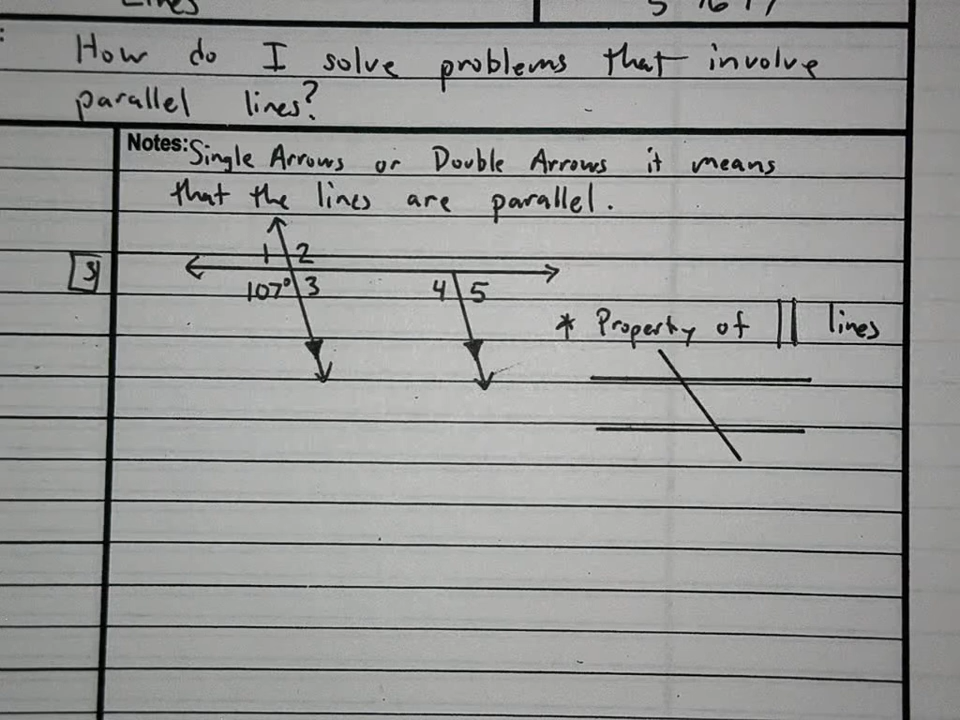 Lines
How do I solve problems that involve
parallel lines?
Notes: Single Arrows or Double Arrows it means
that the lines are parallel.
1 2
107° 3 4 5
* Property of || lines